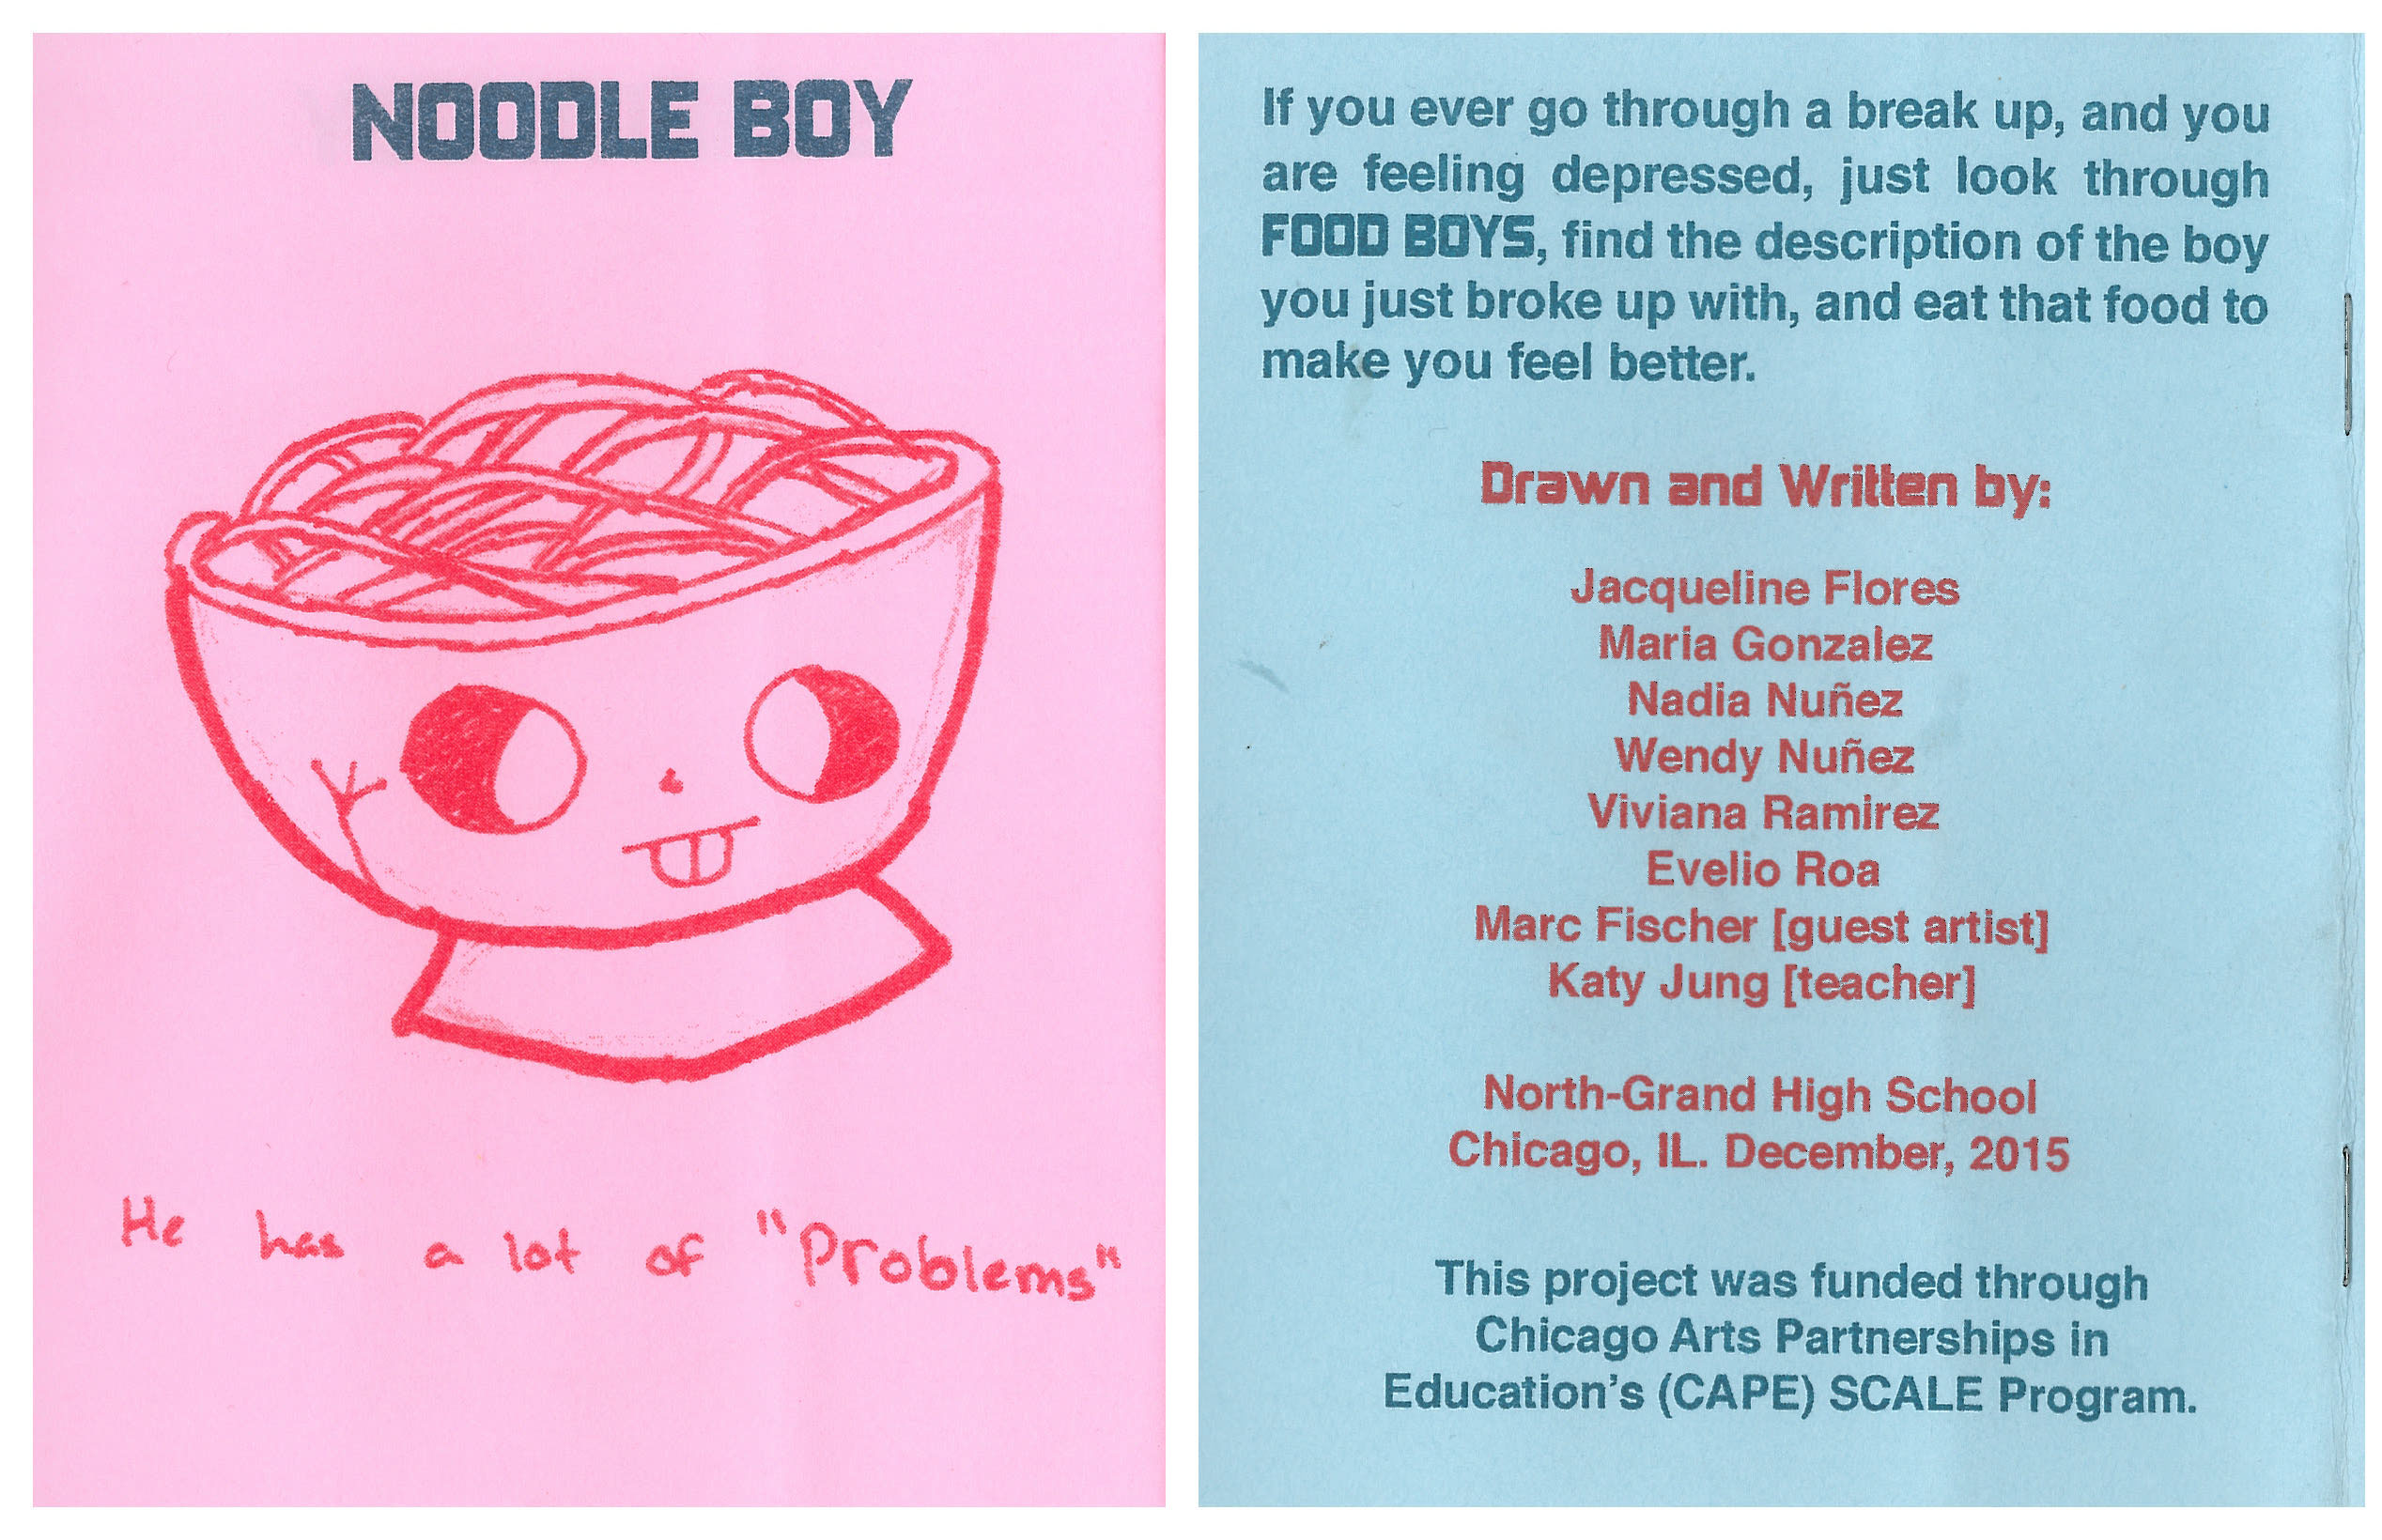 NOODLE BOY
He has a lot of "Problems"
If you ever go through a break up, and you
are feeling depressed, just look through
FOOD BOYS, find the description of the boy
you just broke up with, and eat that food to
make you feel better.
Drawn and Written by:
Jacqueline Flores
Maria Gonzalez
Nadia Nuñez
Wendy Nuñez
Viviana Ramirez
Evelio Roa
Marc Fischer [guest artist]
Katy Jung [teacher]
North-Grand High School
Chicago, IL. December, 2015
This project was funded through
Chicago Arts Partnerships in
Education's (CAPE) SCALE Program.